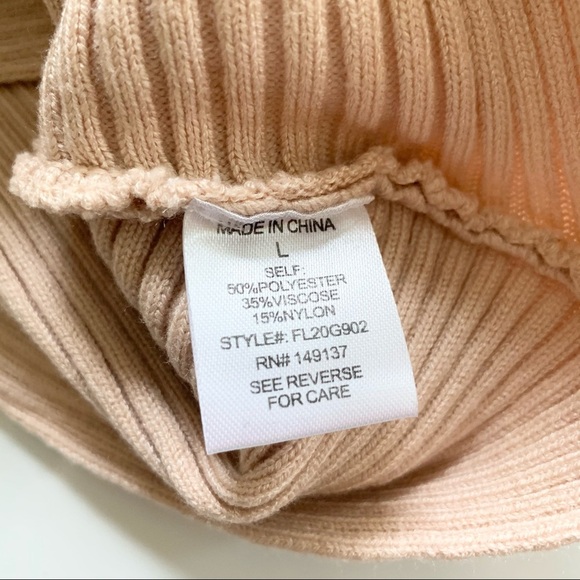 MADE IN CHINA
L
SELF:
50%POLYESTER
35%VISCOSE
15%NYLON
STYLE#: FL20G902
RN# 149137
SEE REVERSE
FOR CARE